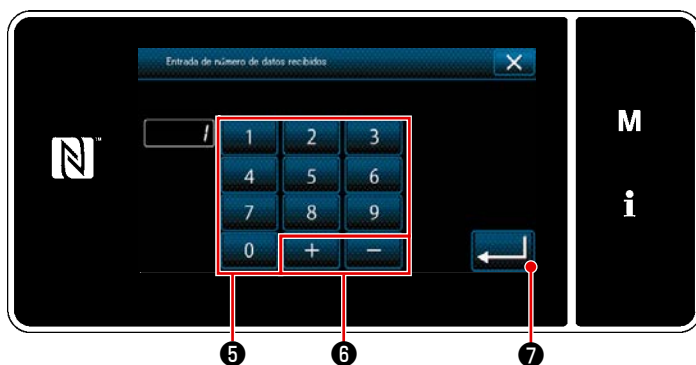 Entrada de número de datos recibidos
1
1 2 3
4 5 6
7 8 9
0 + −
N™
M
i
❺ ❻ ❼